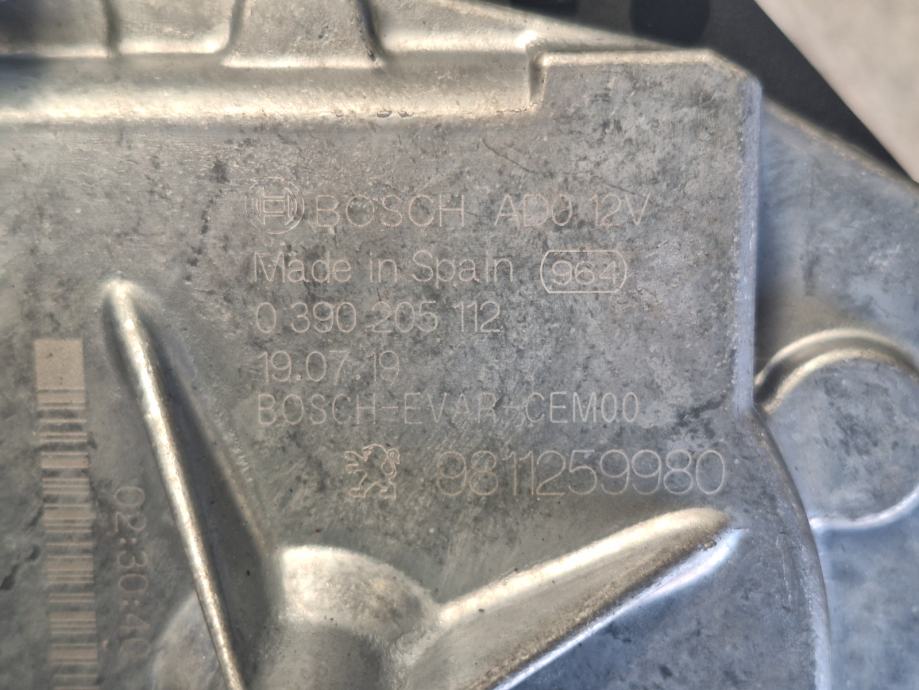 BOSCH AD0 12V
Made in Spain 964
0 390 205 112
19.07.19
BOSCH-EVAR-CEM00
9811259980
02:30:4